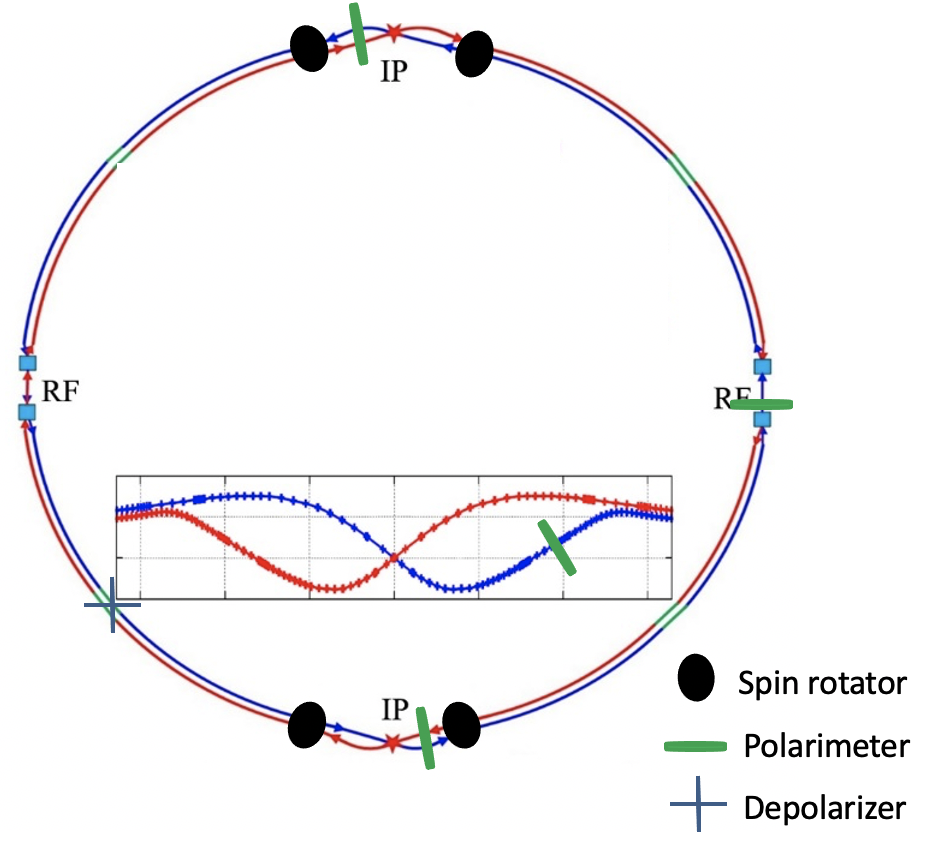 IP
RF
RF
IP
Spin rotator
Polarimeter
Depolarizer